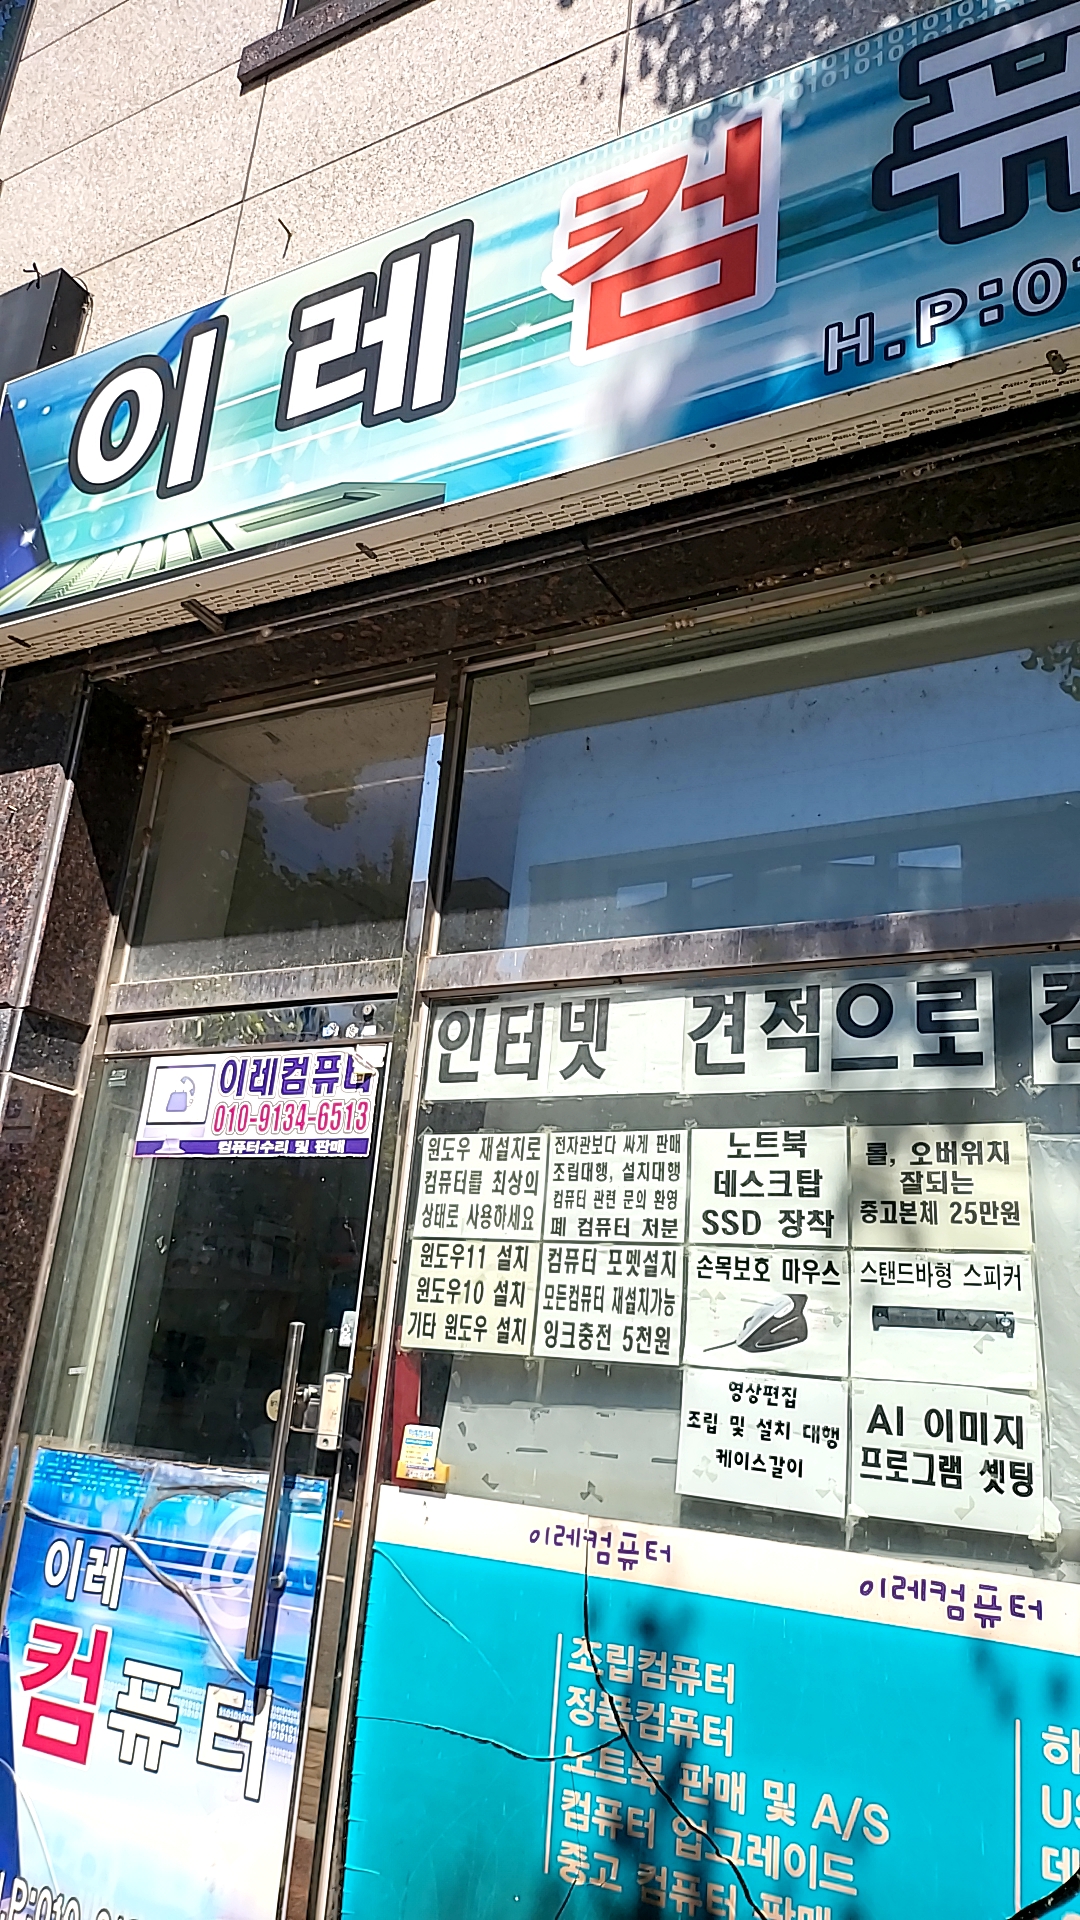 이레컴퓨
H.P:0
인터넷 견적으로
이레컴퓨터
010-9134-6513
컴퓨터수리 및 판매
윈도우 재설치로
컴퓨터를 최상의
상태로 사용하세요
전자관보다 싸게 판매
조립대행, 설치대행
컴퓨터 관련 문의 환영
폐 컴퓨터 처분
노트북
데스크탑
SSD 장착
롤, 오버워치
잘되는
중고본체 25만원
윈도우11 설치
윈도우10 설치
기타 윈도우 설치
컴퓨터 포멧설치
모든컴퓨터 재설치가능
잉크충전 5천원
손목보호 마우스
스탠드바형 스피커
영상편집
조립 및 설치 대행
케이스갈이
AI 이미지
프로그램 셋팅
이레컴퓨터
이레컴퓨터
이레
컴퓨터
조립컴퓨터
정품컴퓨터
노트북 판매 및 A/S
컴퓨터 업그레이드
중고 컴퓨터 판매